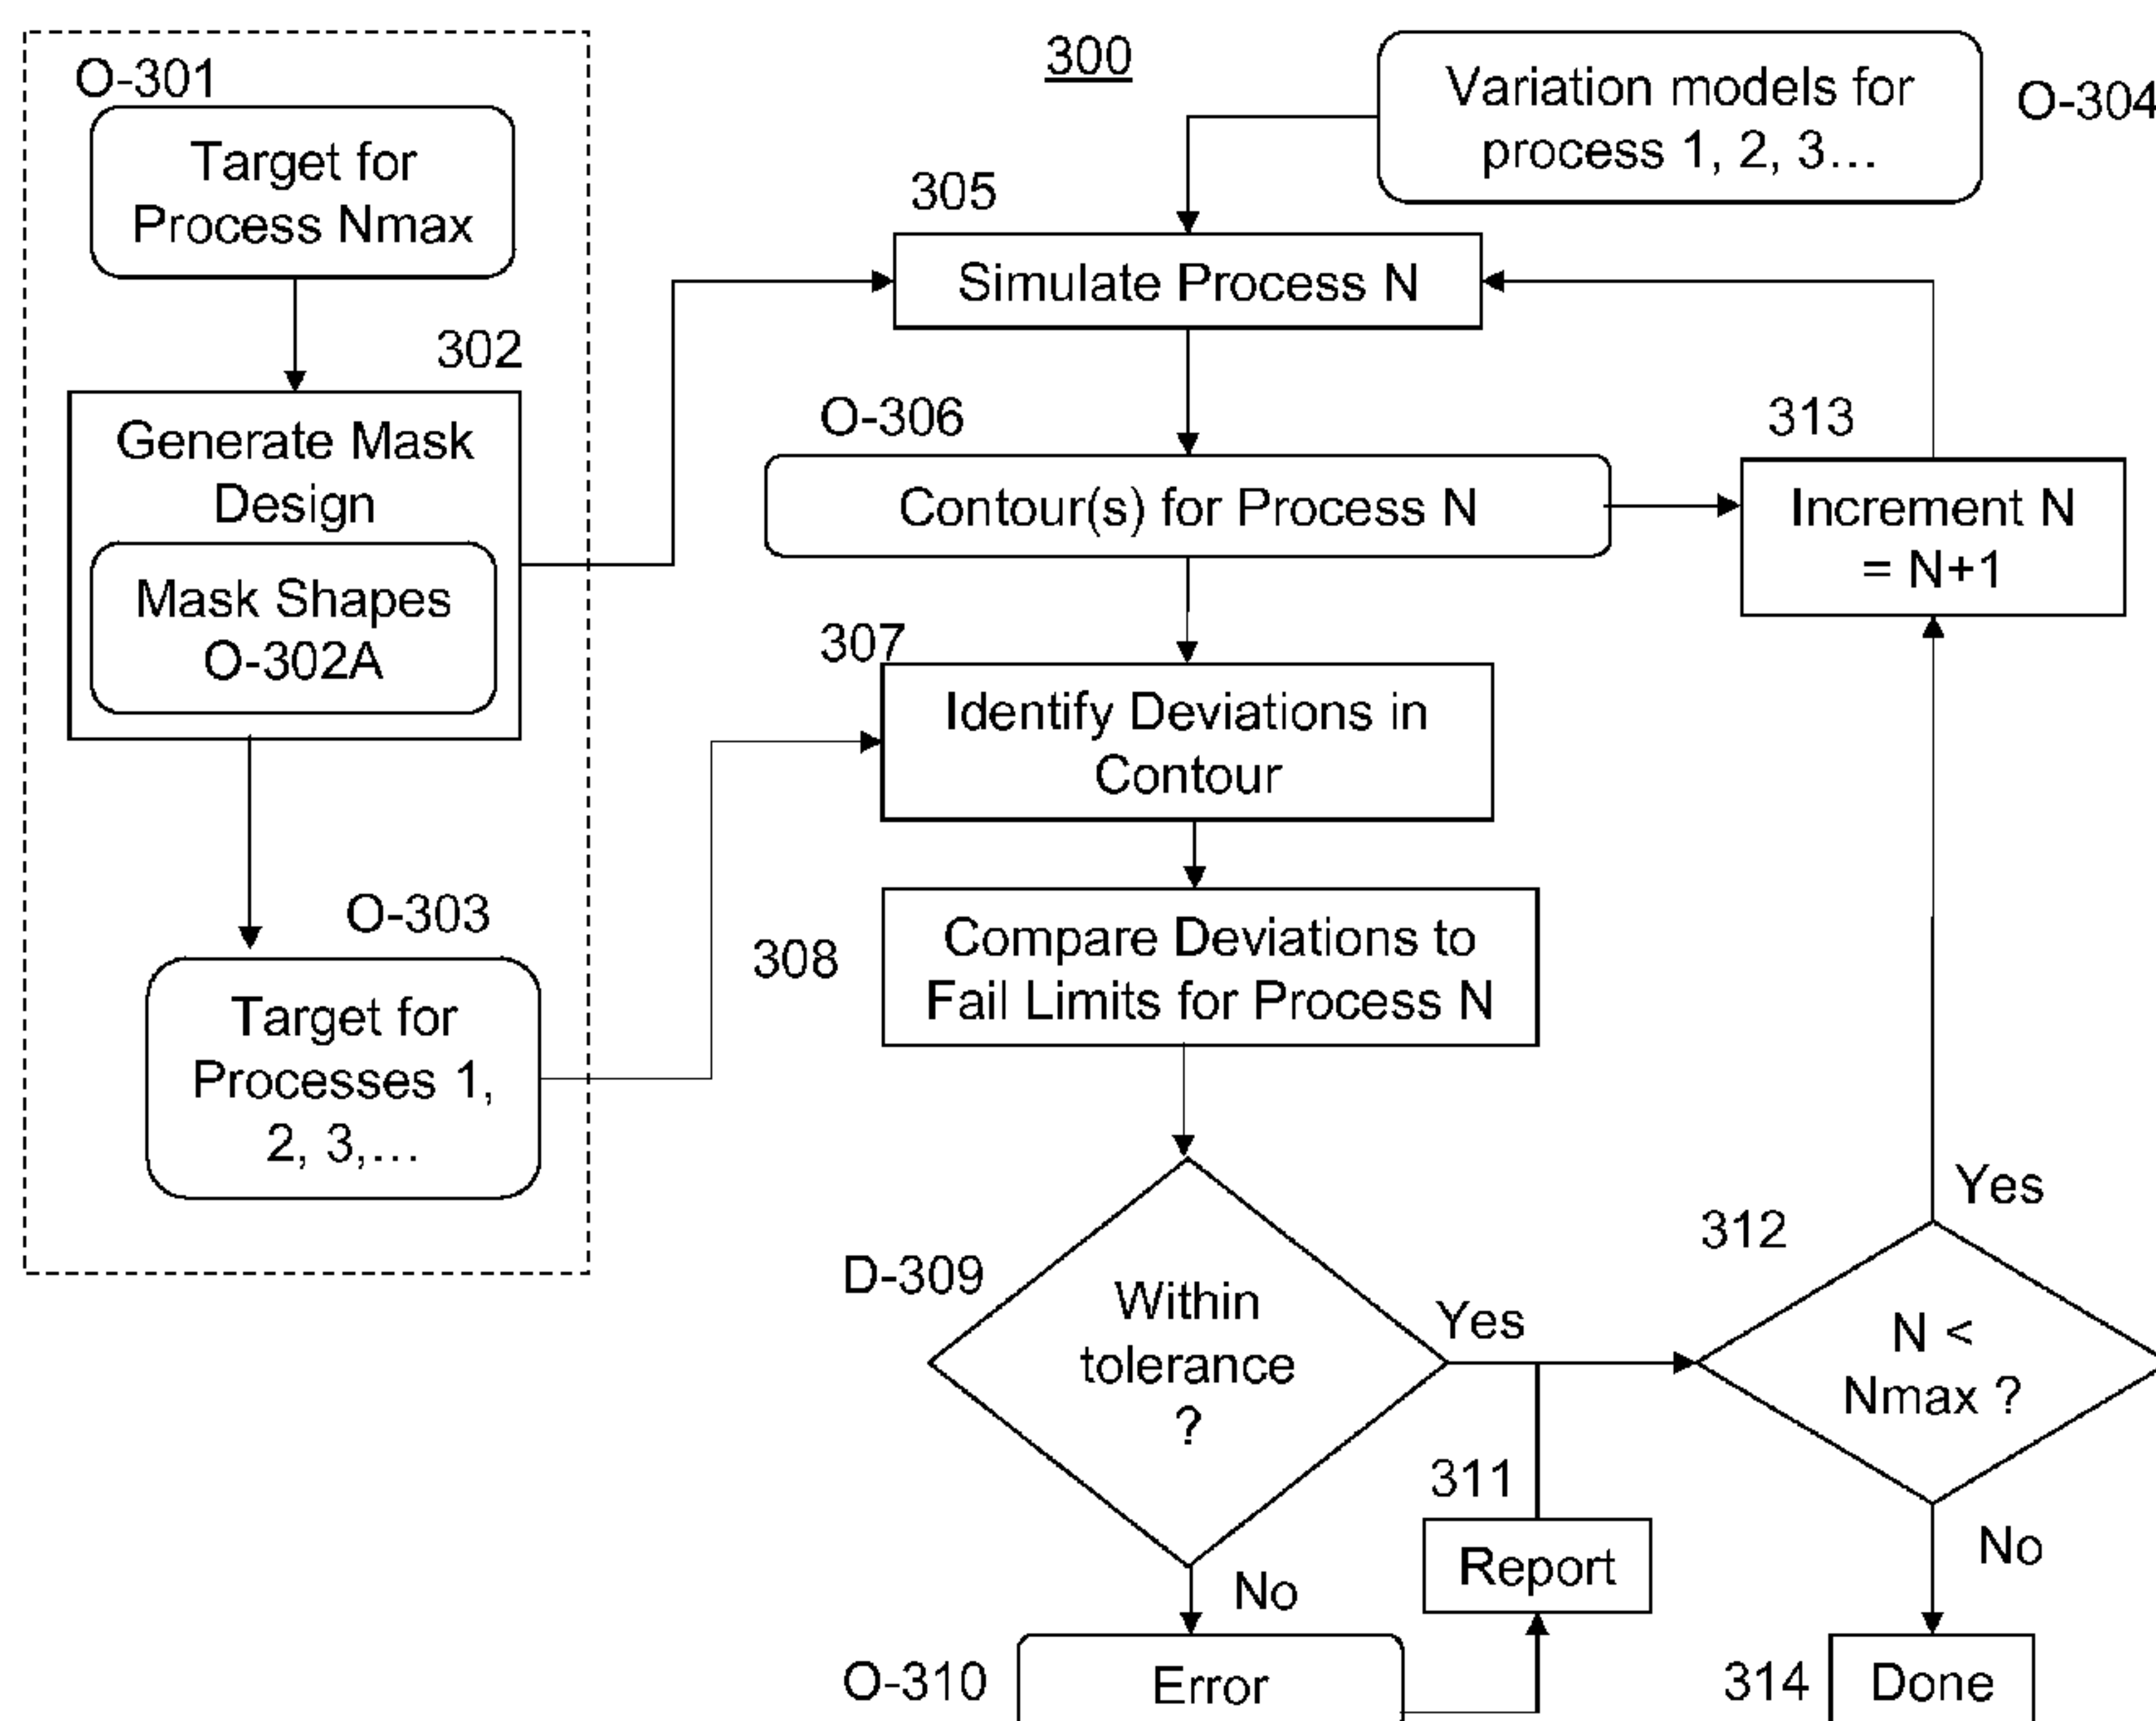 O-301
Target for
Process Nmax
302
Generate Mask
Design
Mask Shapes
O-302A
O-303
Target for
Processes 1,
2, 3,...
300
Variation models for
process 1, 2, 3...
O-304
305
Simulate Process N
O-306
Contour(s) for Process N
313
Increment N
= N+1
307
Identify Deviations in
Contour
308
Compare Deviations to
Fail Limits for Process N
D-309
Within
tolerance
?
Yes
312
Yes
N <
Nmax ?
311
Report
No
No
O-310
Error
314
Done